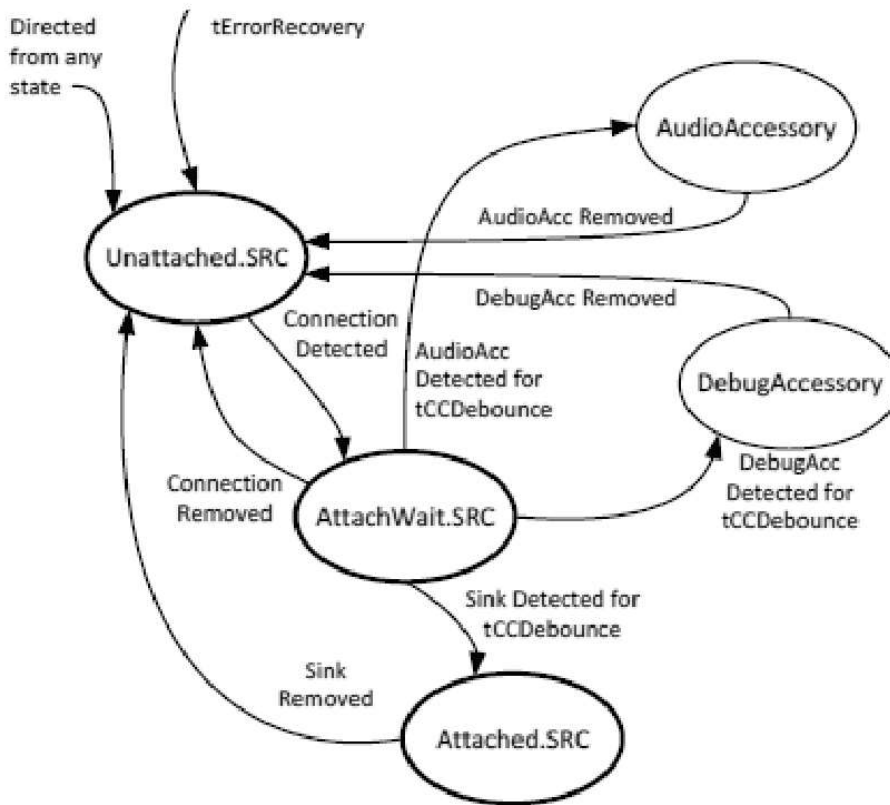 Directed
from any
state
tErrorRecovery
AudioAccessory
AudioAcc Removed
Unattached.SRC
DebugAcc Removed
Connection
Detected
AudioAcc
Detected for
tCCDebounce
DebugAccessory
Connection
Removed
AttachWait.SRC
DebugAcc
Detected for
tCCDebounce
Sink Detected for
tCCDebounce
Sink
Removed
Attached.SRC